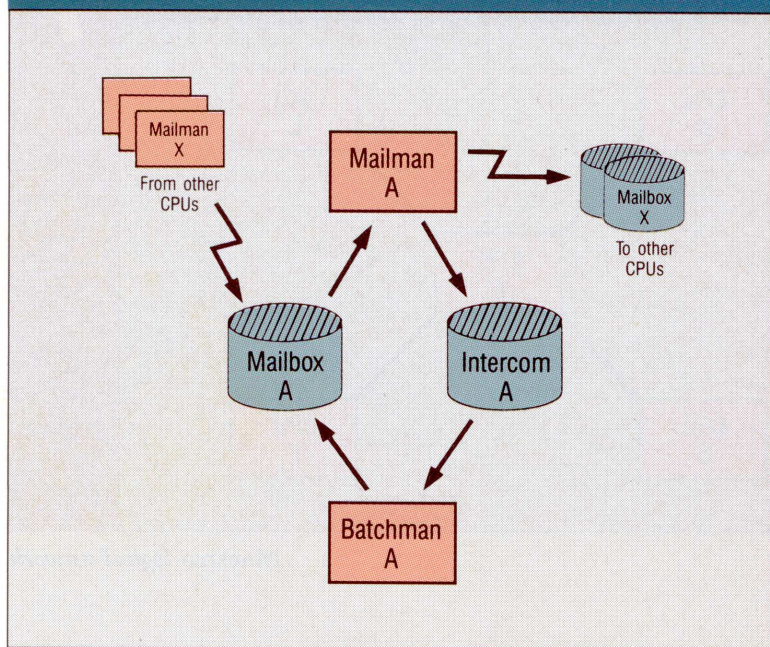 Mailman
X
From other
CPUs
Mailman
A
Mailbox
X
To other
CPUs
Mailbox
A
Intercom
A
Batchman
A